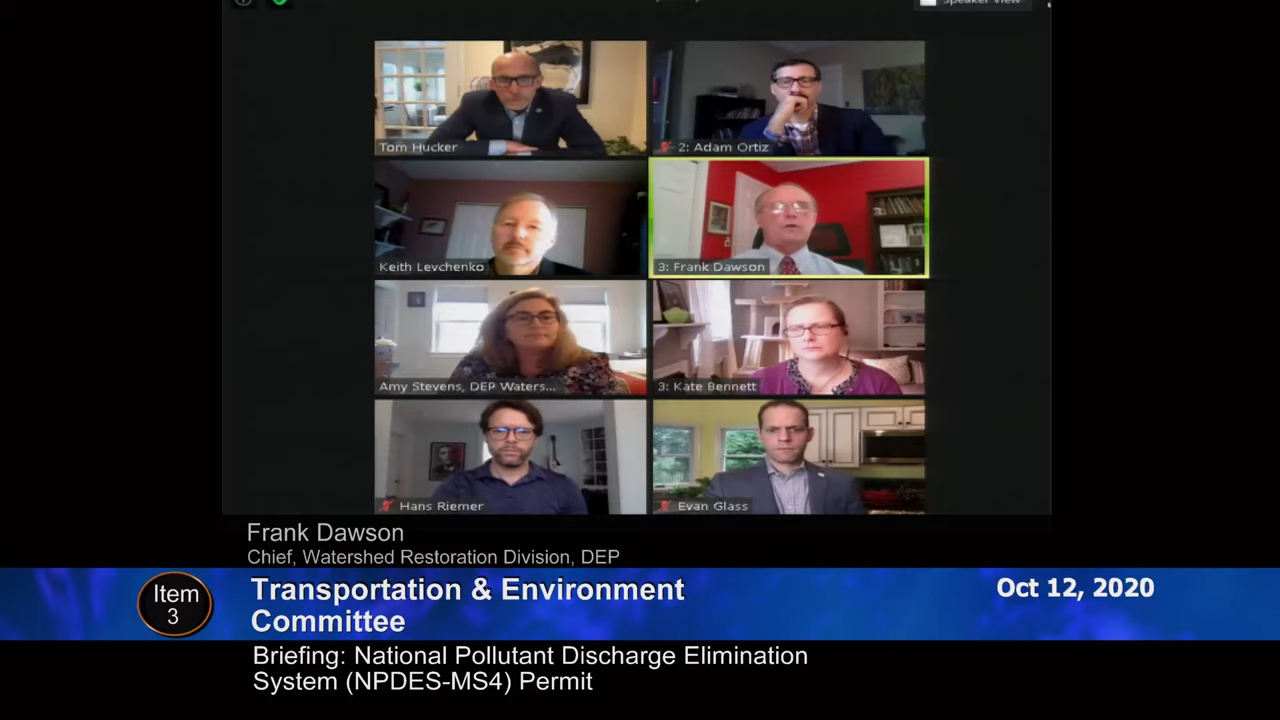 Speaker View
Tom Hucker
2: Adam Ortiz
Keith Levchenko
3: Frank Dawson
Amy Stevens, DEP Waters...
3: Kate Bennett
Hans Riemer
Evan Glass
Frank Dawson
Chief, Watershed Restoration Division, DEP
Item
3
Transportation & Environment
Committee
Oct 12, 2020
Briefing: National Pollutant Discharge Elimination
System (NPDES-MS4) Permit